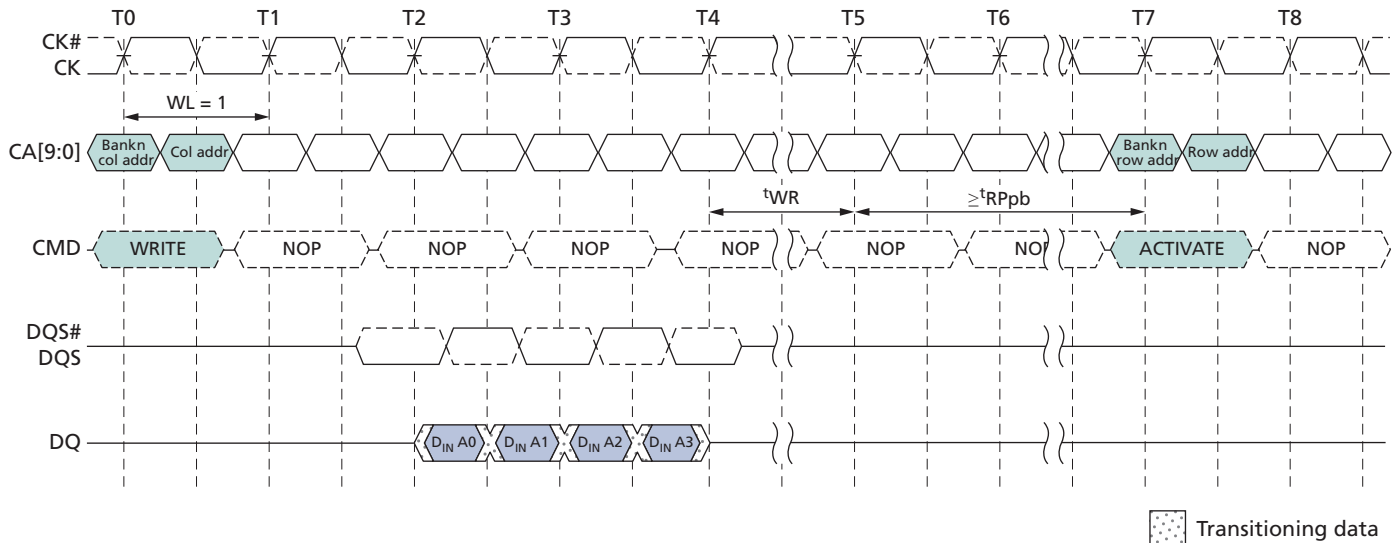 T0 T1 T2 T3 T4 T5 T6 T7 T8
CK#
CK
WL = 1
CA[9:0] Bankn col addr Col addr Bankn row addr Row addr
tWR ≥tRPpb
CMD WRITE NOP NOP NOP NOP NOP NOP ACTIVATE NOP
DQS#
DQS
DQ DIN A0 DIN A1 DIN A2 DIN A3
Transitioning data